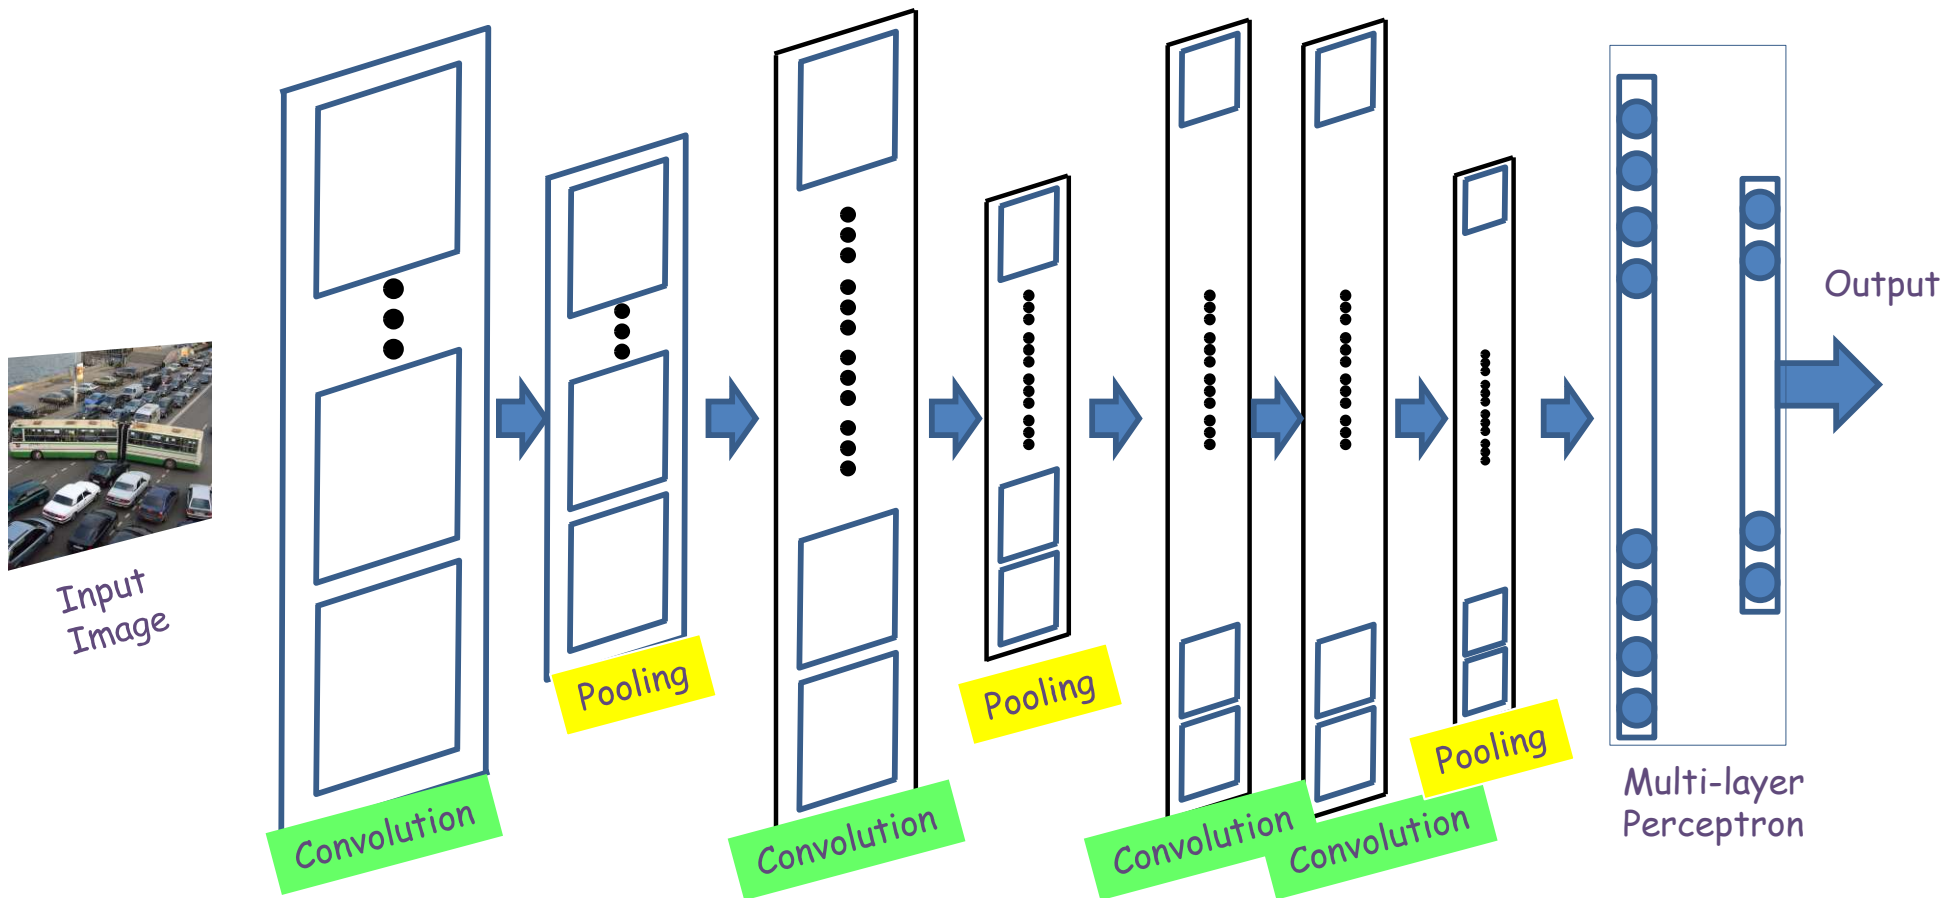 Input
Image
Convolution
Pooling
Convolution
Pooling
Convolution
Convolution
Pooling
Multi-layer
Perceptron
Output